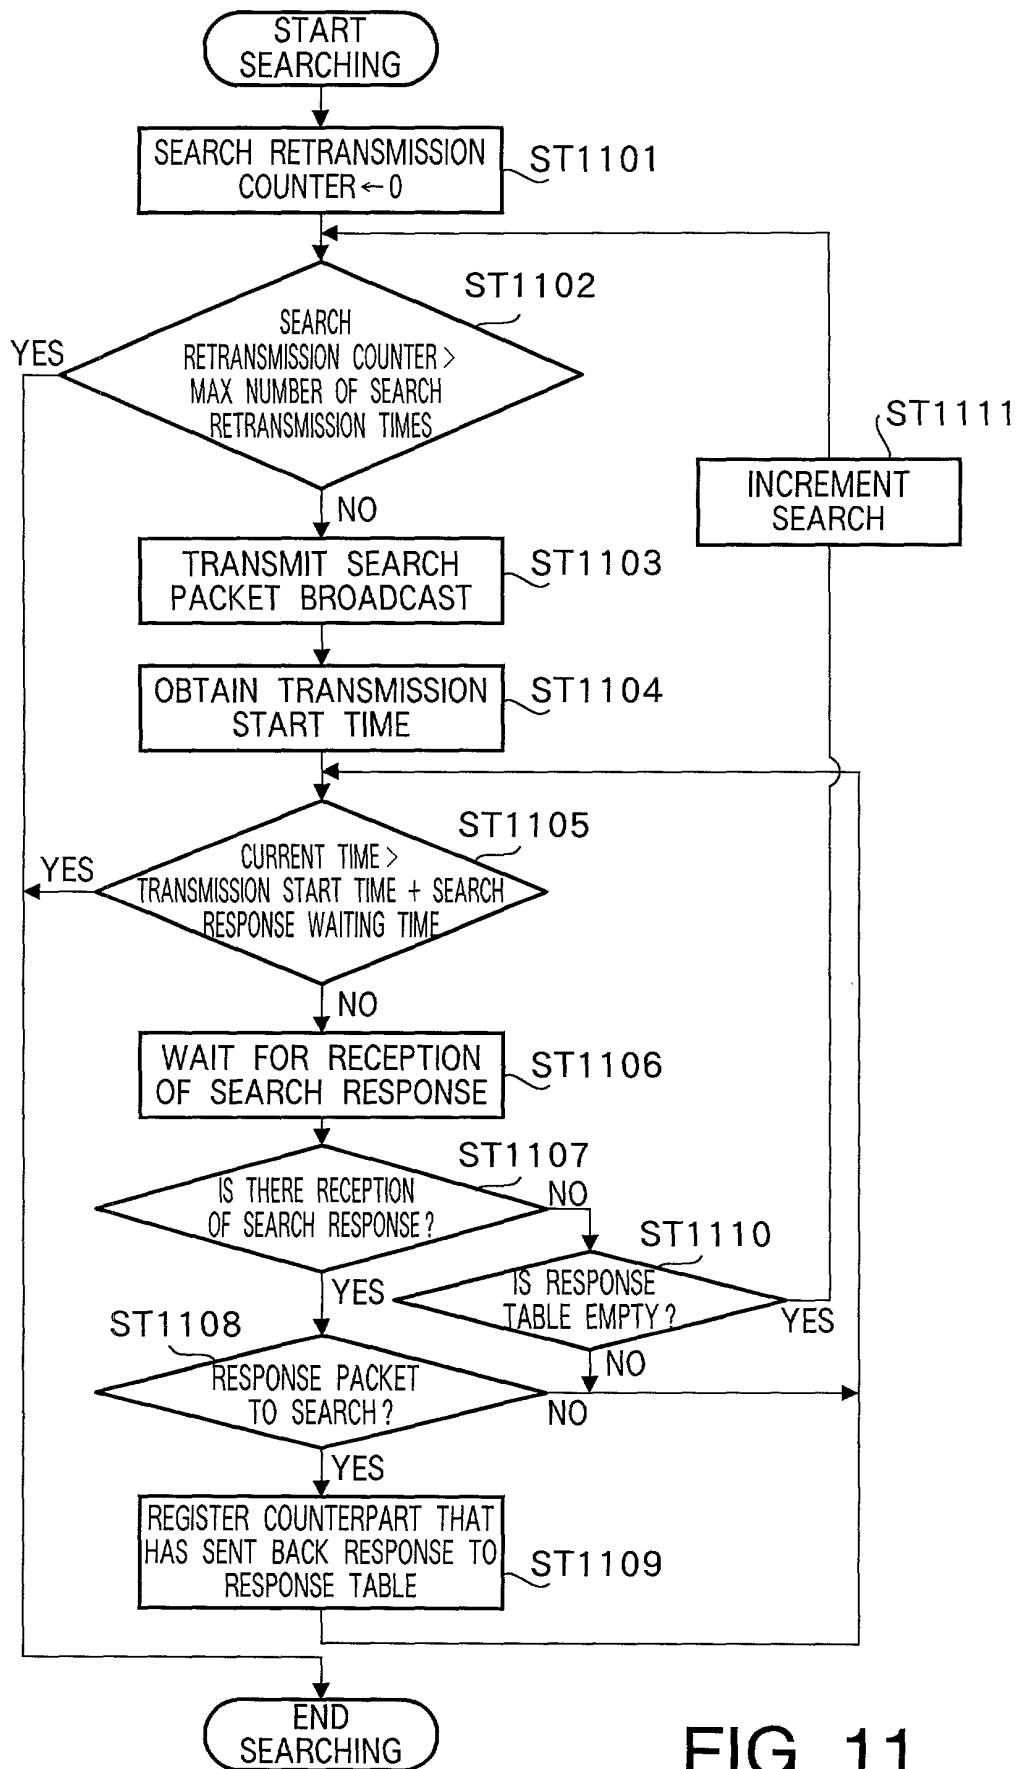 START
SEARCHING
SEARCH RETRANSMISSION
COUNTER←0
ST1101
ST1102
SEARCH
RETRANSMISSION COUNTER>
MAX NUMBER OF SEARCH
RETRANSMISSION TIMES
YES
NO
ST1111
INCREMENT
SEARCH
TRANSMIT SEARCH
PACKET BROADCAST
ST1103
OBTAIN TRANSMISSION
START TIME
ST1104
ST1105
CURRENT TIME>
TRANSMISSION START TIME + SEARCH
RESPONSE WAITING TIME
YES
NO
WAIT FOR RECEPTION
OF SEARCH RESPONSE
ST1106
ST1107
IS THERE RECEPTION
OF SEARCH RESPONSE?
NO
YES
ST1110
IS RESPONSE
TABLE EMPTY?
YES
NO
ST1108
RESPONSE PACKET
TO SEARCH?
NO
YES
REGISTER COUNTERPART THAT
HAS SENT BACK RESPONSE TO
RESPONSE TABLE
ST1109
END
SEARCHING
FIG. 11